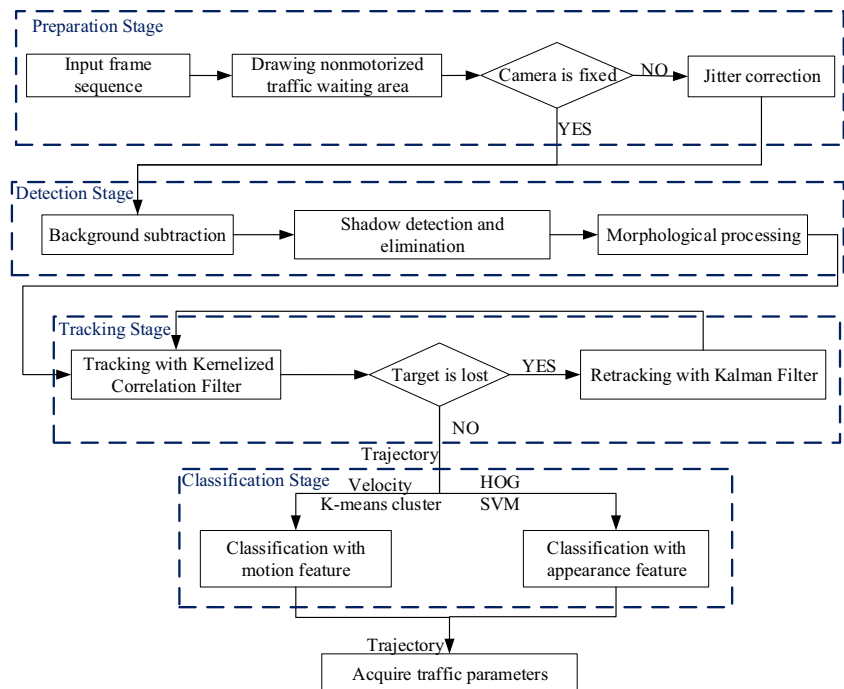 Preparation Stage
Input frame
sequence
Drawing nonmotorized
traffic waiting area
Camera is fixed
NO
Jitter correction
YES
Detection Stage
Background subtraction
Shadow detection and
elimination
Morphological processing
Tracking Stage
Tracking with Kernelized
Correlation Filter
Target is lost
YES
Retracking with Kalman Filter
NO
Trajectory
Classification Stage
Velocity
K-means cluster
HOG
SVM
Classification with
motion feature
Classification with
appearance feature
Trajectory
Acquire traffic parameters